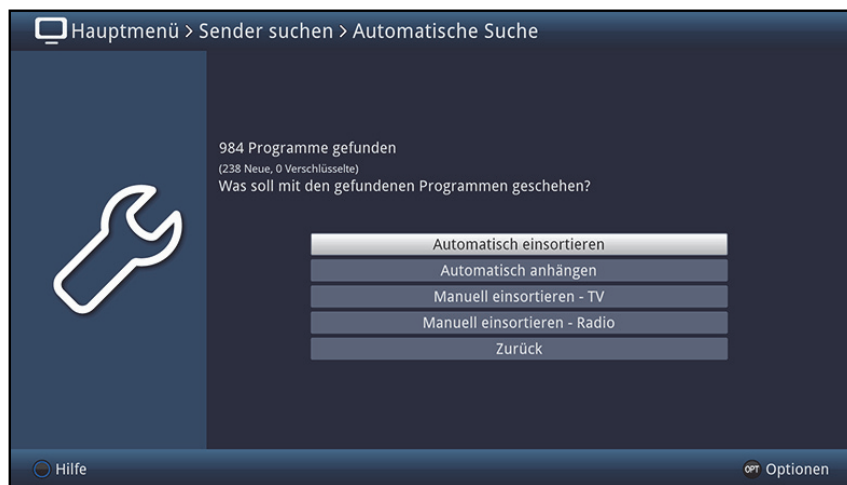 Hauptmenü > Sender suchen > Automatische Suche
984 Programme gefunden
(238 Neue, 0 Verschlüsselte)
Was soll mit den gefundenen Programmen geschehen?
Automatisch einsortieren
Automatisch anhängen
Manuell einsortieren - TV
Manuell einsortieren - Radio
Zurück
Hilfe
OPT Optionen